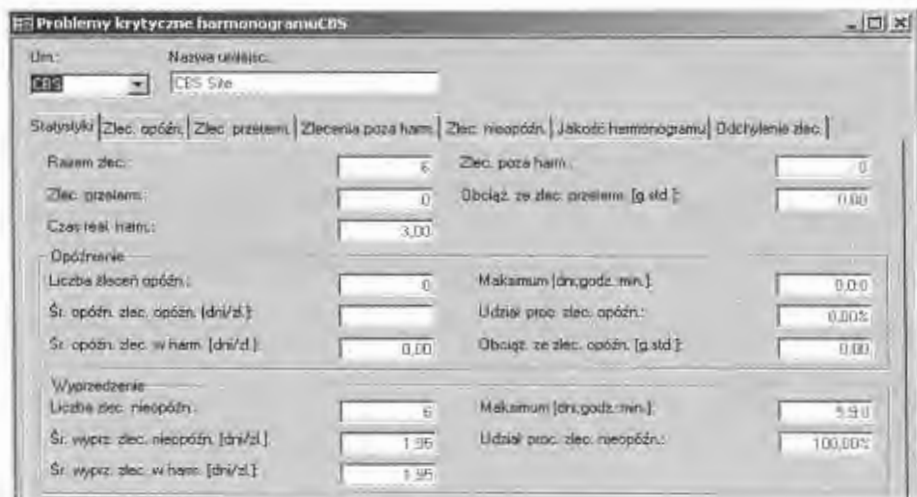 Problemy krytyczne harmonogramuCBS
Um.: Nazwa umiejsc.:
CBS CBS Site
Statystyki Zlec. opóźn. Zlec. przeterm. Zlecenia poza harm. Zlec. nieopóźn. Jakość harmonogramu Odchylenie zlec.
Razem zlec.: 6 Zlec. poza harm.: 0
Zlec. przeterm.: 0 Obciąż. ze zlec. przeterm. [g.std.]: 0,00
Czas real. harm.: 3,00
Opóźnienie
Liczba zleceń opóźn.: 0 Maksimum [dni,godz.:min.]: 0,0:0
Śr. opóźn. zlec. opóźn. [dni/zl.]: Udział proc. zlec. opóźn.: 0,00%
Śr. opóźn. zlec. w harm. [dni/zl.]: 0,00 Obciąż. ze zlec. opóźn. [g.std.]: 0,00
Wyprzedzenie
Liczba zlec. nieopóźn.: 6 Maksimum [dni,godz.:min.]: 5,9:0
Śr. wyprz. zlec. nieopóźn. [dni/zl.] 1,95 Udział proc. zlec. nieopóźn.: 100,00%
Śr. wyprz. zlec. w harm. [dni/zl.] 1,95